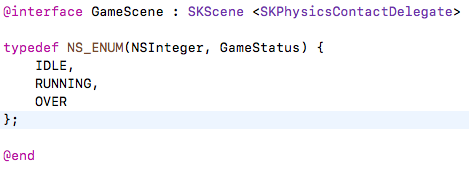 @interface GameScene : SKScene <SKPhysicsContactDelegate>
typedef NS_ENUM(NSInteger, GameStatus) {
    IDLE,
    RUNNING,
    OVER
};
@end